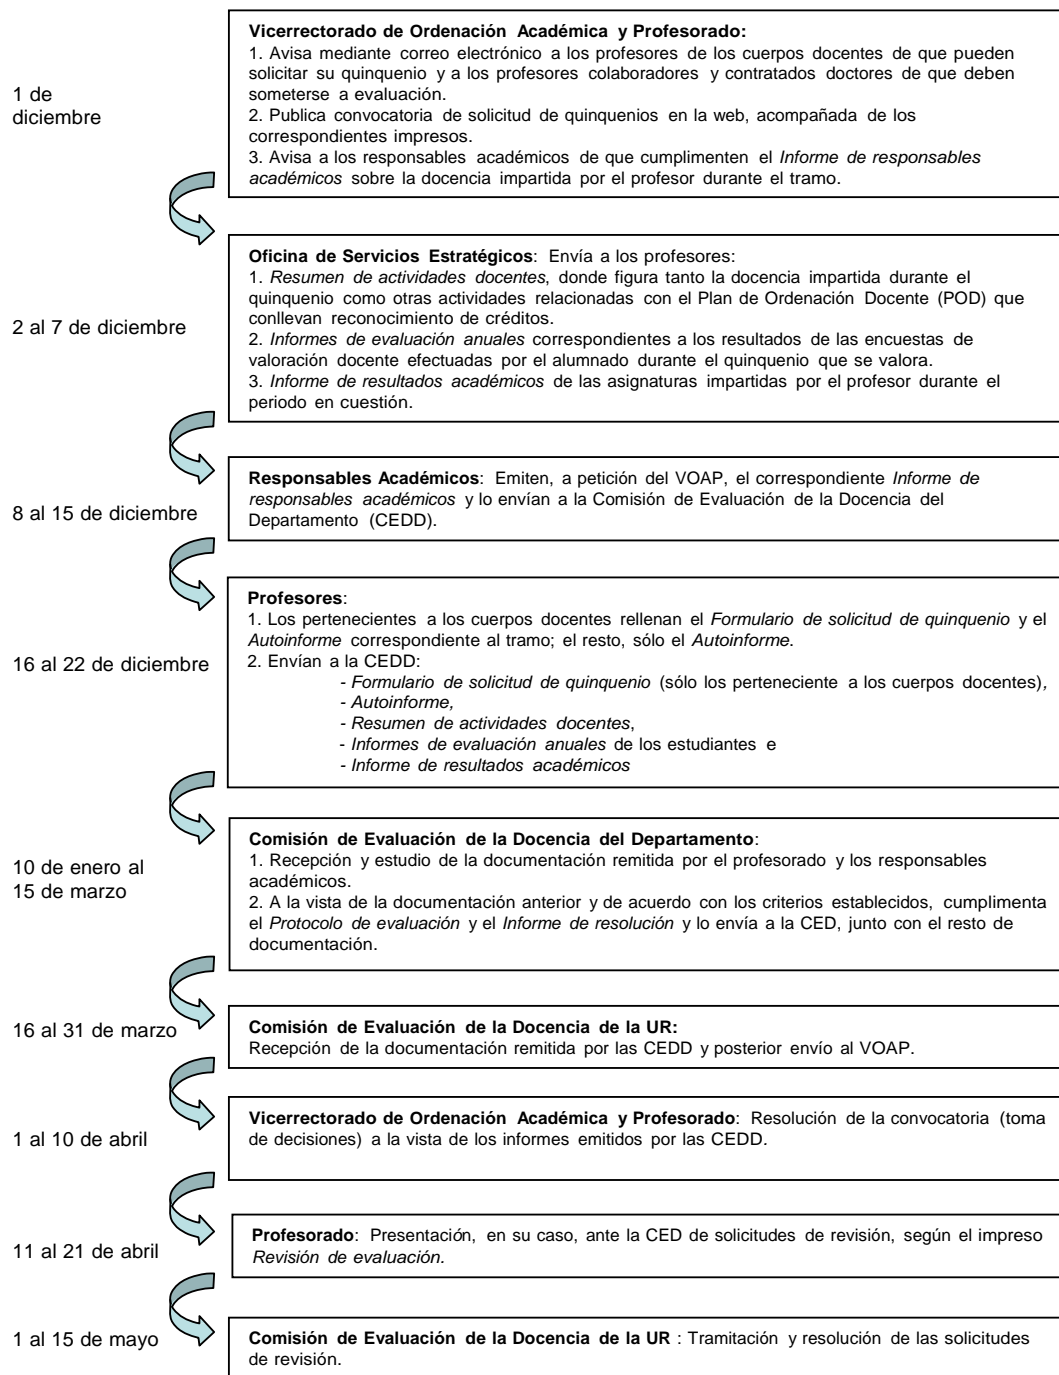 1 de
diciembre
Vicerrectorado de Ordenación Académica y Profesorado:
1. Avisa mediante correo electrónico a los profesores de los cuerpos docentes de que pueden
solicitar su quinquenio y a los profesores colaboradores y contratados doctores de que deben
someterse a evaluación.
2. Publica convocatoria de solicitud de quinquenios en la web, acompañada de los
correspondientes impresos.
3. Avisa a los responsables académicos de que cumplimenten el Informe de responsables
académicos sobre la docencia impartida por el profesor durante el tramo.
2 al 7 de diciembre
Oficina de Servicios Estratégicos: Envía a los profesores:
1. Resumen de actividades docentes, donde figura tanto la docencia impartida durante el
quinquenio como otras actividades relacionadas con el Plan de Ordenación Docente (POD) que
conllevan reconocimiento de créditos.
2. Informes de evaluación anuales correspondientes a los resultados de las encuestas de
valoración docente efectuadas por el alumnado durante el quinquenio que se valora.
3. Informe de resultados académicos de las asignaturas impartidas por el profesor durante el
periodo en cuestión.
8 al 15 de diciembre
Responsables Académicos: Emiten, a petición del VOAP, el correspondiente Informe de
responsables académicos y lo envían a la Comisión de Evaluación de la Docencia del
Departamento (CEDD).
16 al 22 de diciembre
Profesores:
1. Los pertenecientes a los cuerpos docentes rellenan el Formulario de solicitud de quinquenio y el
Autoinforme correspondiente al tramo; el resto, sólo el Autoinforme.
2. Envían a la CEDD:
- Formulario de solicitud de quinquenio (sólo los perteneciente a los cuerpos docentes),
- Autoinforme,
- Resumen de actividades docentes,
- Informes de evaluación anuales de los estudiantes e
- Informe de resultados académicos
10 de enero al
15 de marzo
Comisión de Evaluación de la Docencia del Departamento:
1. Recepción y estudio de la documentación remitida por el profesorado y los responsables
académicos.
2. A la vista de la documentación anterior y de acuerdo con los criterios establecidos, cumplimenta
el Protocolo de evaluación y el Informe de resolución y lo envía a la CED, junto con el resto de
documentación.
16 al 31 de marzo
Comisión de Evaluación de la Docencia de la UR:
Recepción de la documentación remitida por las CEDD y posterior envío al VOAP.
1 al 10 de abril
Vicerrectorado de Ordenación Académica y Profesorado: Resolución de la convocatoria (toma
de decisiones) a la vista de los informes emitidos por las CEDD.
11 al 21 de abril
Profesorado: Presentación, en su caso, ante la CED de solicitudes de revisión, según el impreso
Revisión de evaluación.
1 al 15 de mayo
Comisión de Evaluación de la Docencia de la UR : Tramitación y resolución de las solicitudes
de revisión.